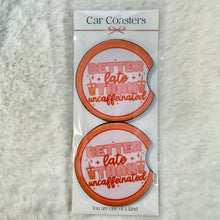 Car Coasters
BETTER
late
THAN
uncaffeinated
BETTER
late
THAN
uncaffeinated
You are one of a kind